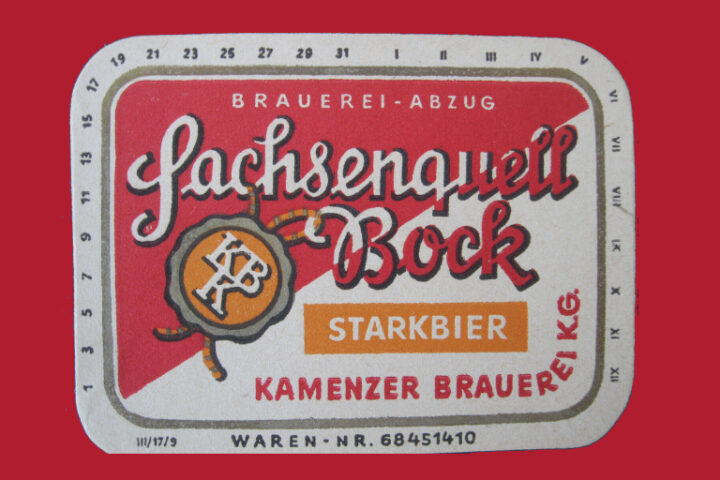 1 3 5 7 9 11 13 15 17 19 21 23 25 27 29 31 I II III IV V VI VII VIII IX X XI XII
BRAUEREI-ABZUG
Sachsenquell
Bock
KBK
STARKBIER
KAMENZER BRAUEREI K.G.
III/17/9 WAREN-NR. 68451410